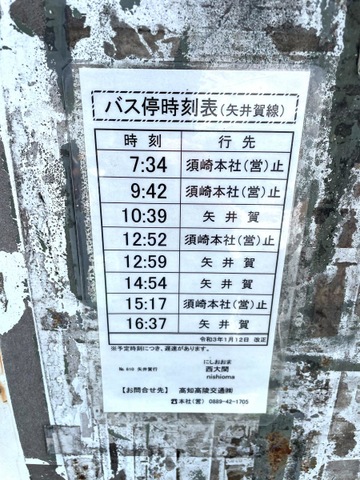 バス停時刻表(矢井賀線)
時刻 行先
7:34 須崎本社(営)止
9:42 須崎本社(営)止
10:39 矢井賀
12:52 須崎本社(営)止
12:59 矢井賀
14:54 矢井賀
15:17 須崎本社(営)止
16:37 矢井賀
令和3年1月12日 改正
※予定時刻につき、遅速があります。
にしおおま
矢井賀行 西大間
nishioma
【お問合せ先】 高知高陵交通㈱
☎本社(営) 0889-42-1705